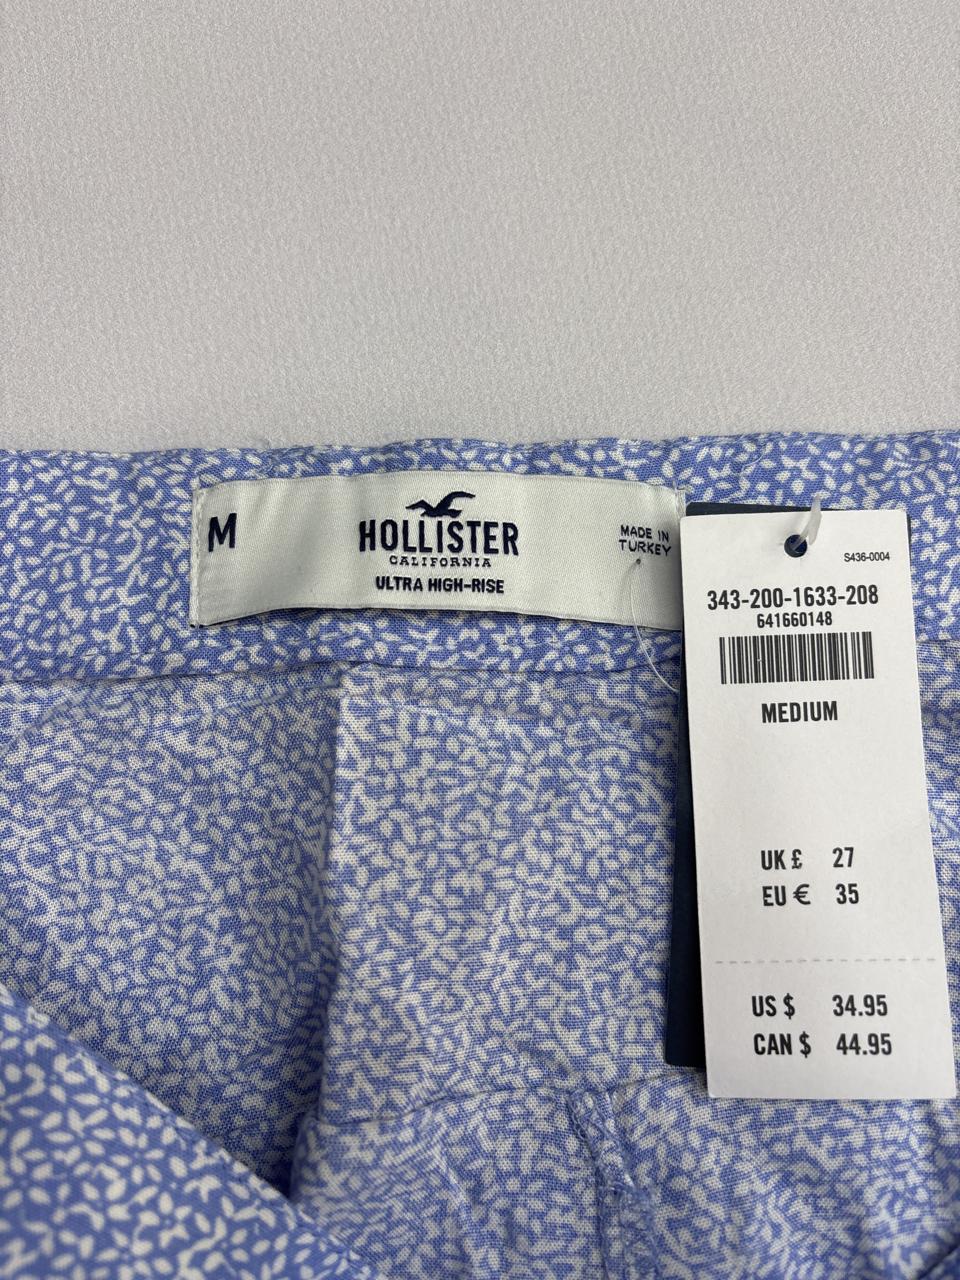 M
HOLLISTER
CALIFORNIA
ULTRA HIGH-RISE
MADE IN
TURKEY
S436-0004
343-200-1633-208
641660148
MEDIUM
UK £ 27
EU € 35
US $ 34.95
CAN $ 44.95